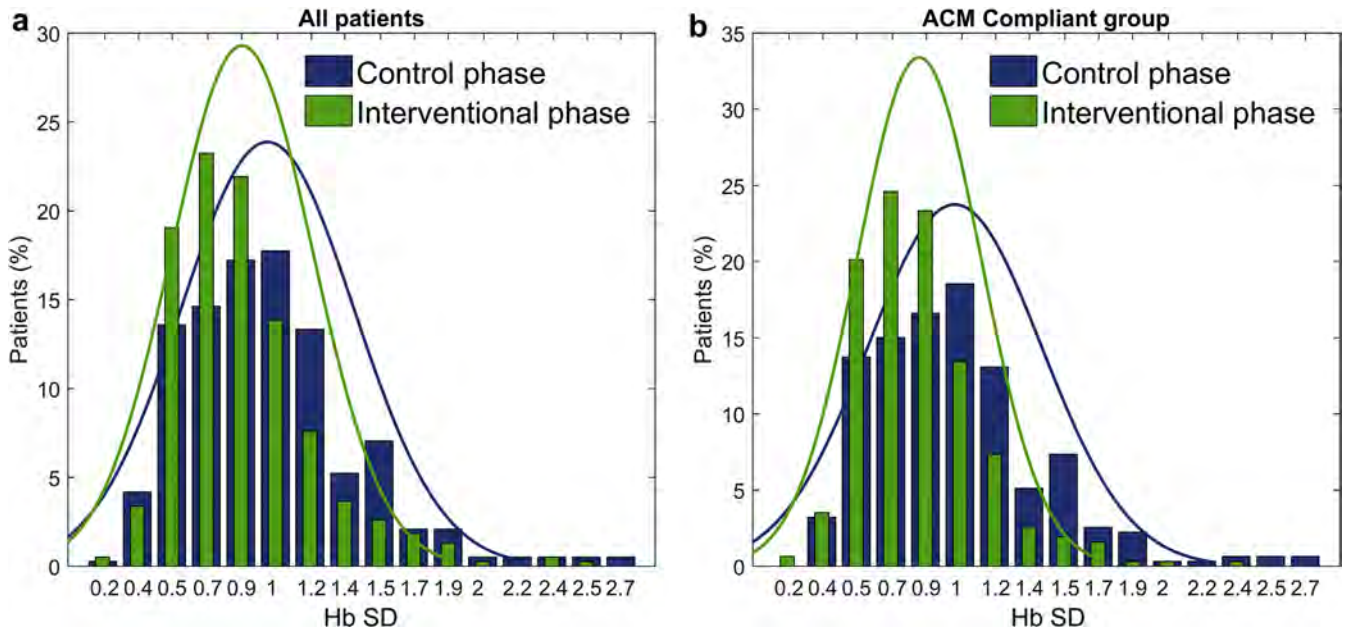 a
All patients
30
25
20
15
10
5
0
Patients (%)
Control phase
Interventional phase
0.2 0.4 0.5 0.7 0.9 1 1.2 1.4 1.5 1.7 1.9 2 2.2 2.4 2.5 2.7
Hb SD
b
ACM Compliant group
35
30
25
20
15
10
5
0
Patients (%)
Control phase
Interventional phase
0.2 0.4 0.5 0.7 0.9 1 1.2 1.4 1.5 1.7 1.9 2 2.2 2.4 2.5 2.7
Hb SD